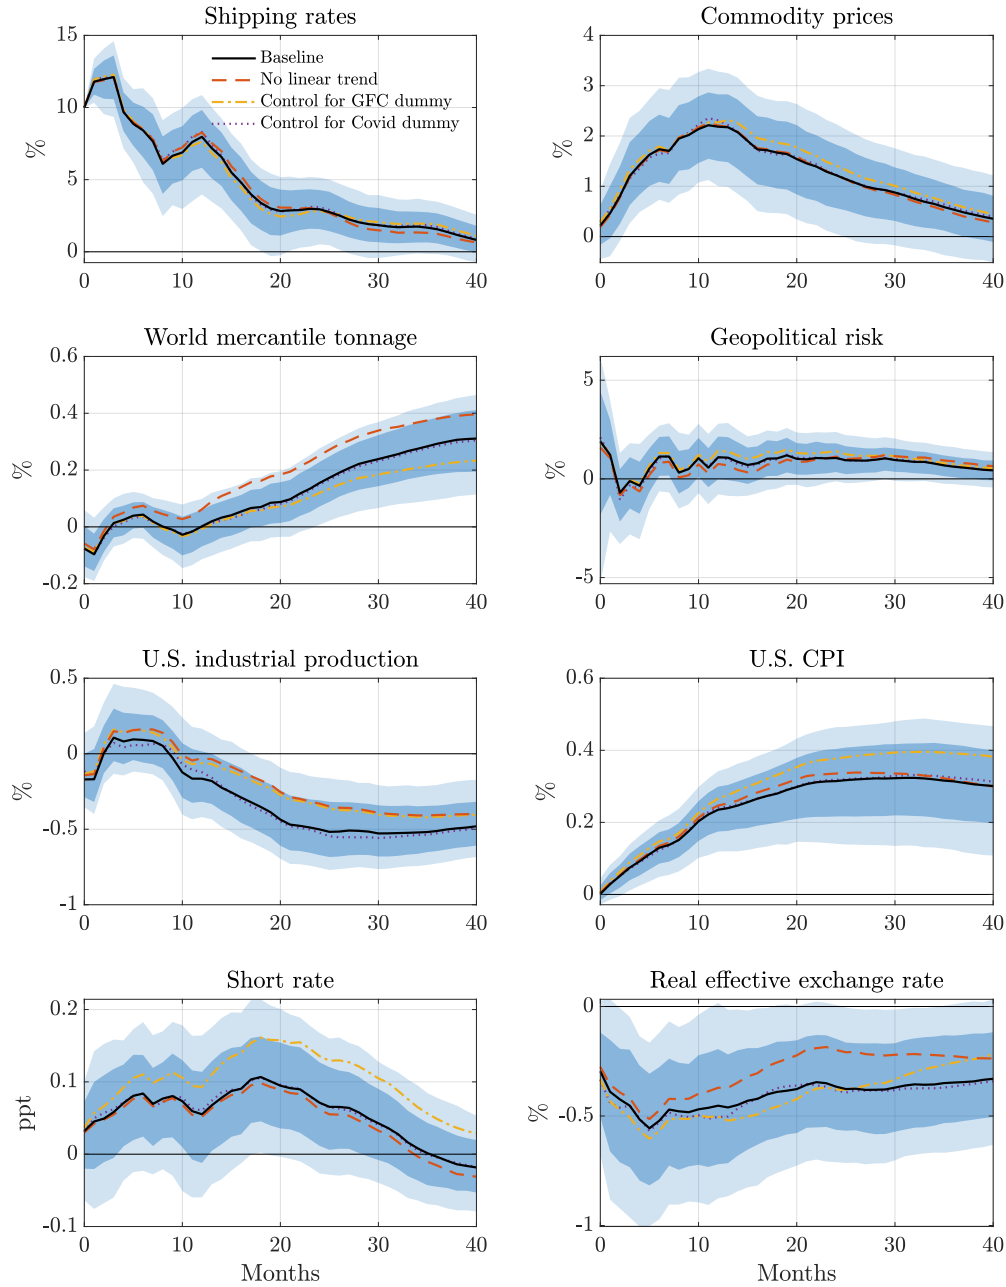 Shipping rates
15
10
5
0
%
0 10 20 30 40
Baseline
No linear trend
Control for GFC dummy
Control for Covid dummy
Commodity prices
4
3
2
1
0
%
0 10 20 30 40
World mercantile tonnage
0.6
0.4
0.2
0
-0.2
%
0 10 20 30 40
Geopolitical risk
5
0
-5
%
0 10 20 30 40
U.S. industrial production
0.5
0
-0.5
-1
%
0 10 20 30 40
U.S. CPI
0.6
0.4
0.2
0
%
0 10 20 30 40
Short rate
0.2
0.1
0
-0.1
ppt
0 10 20 30 40
Months
Real effective exchange rate
0
-0.5
-1
%
0 10 20 30 40
Months